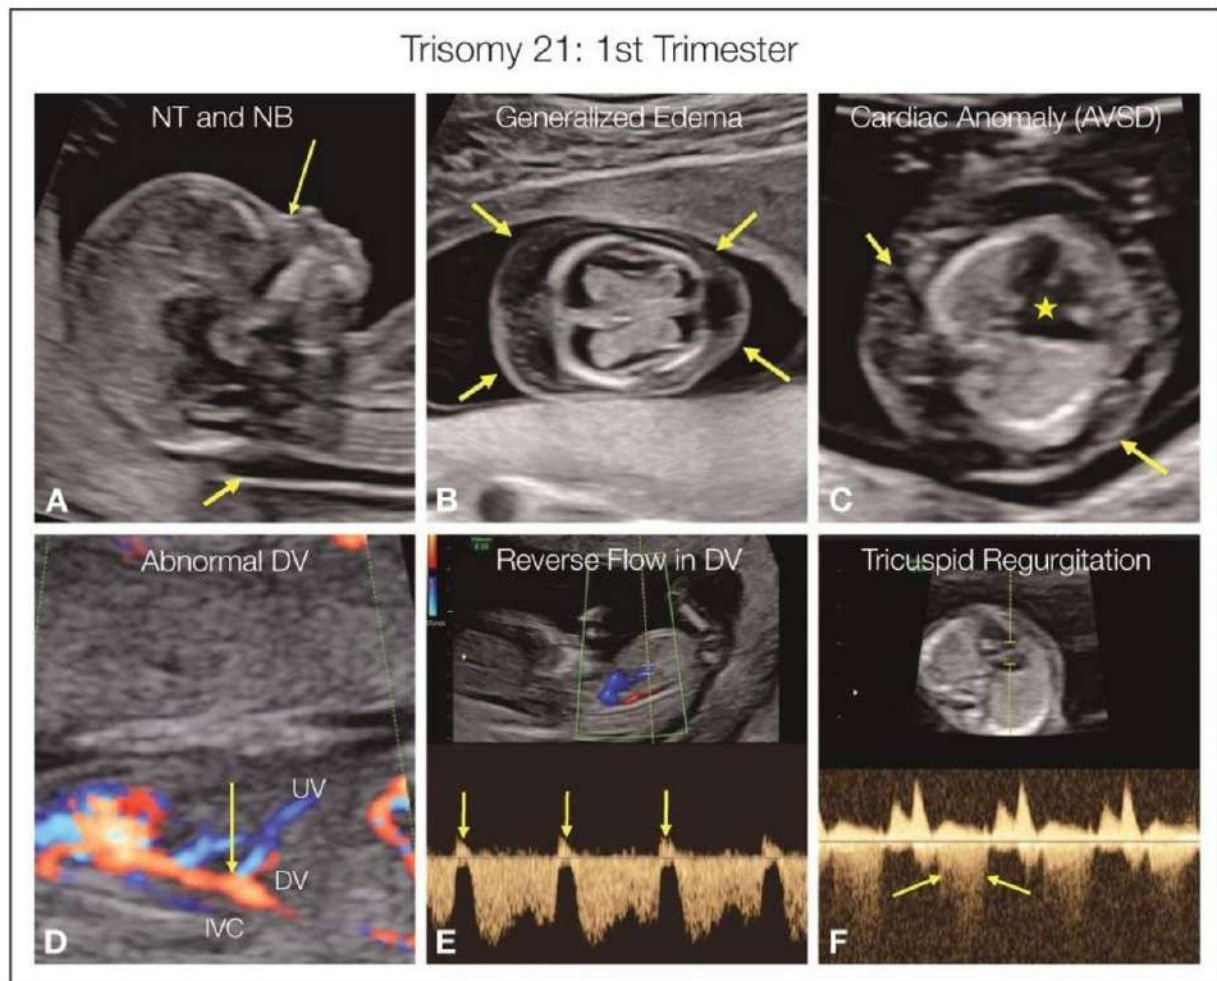 Trisomy 21: 1st Trimester
NT and NB
A
Generalized Edema
B
Cardiac Anomaly (AVSD)
C
Abnormal DV
UV
DV
IVC
D
Reverse Flow in DV
E
Tricuspid Regurgitation
F